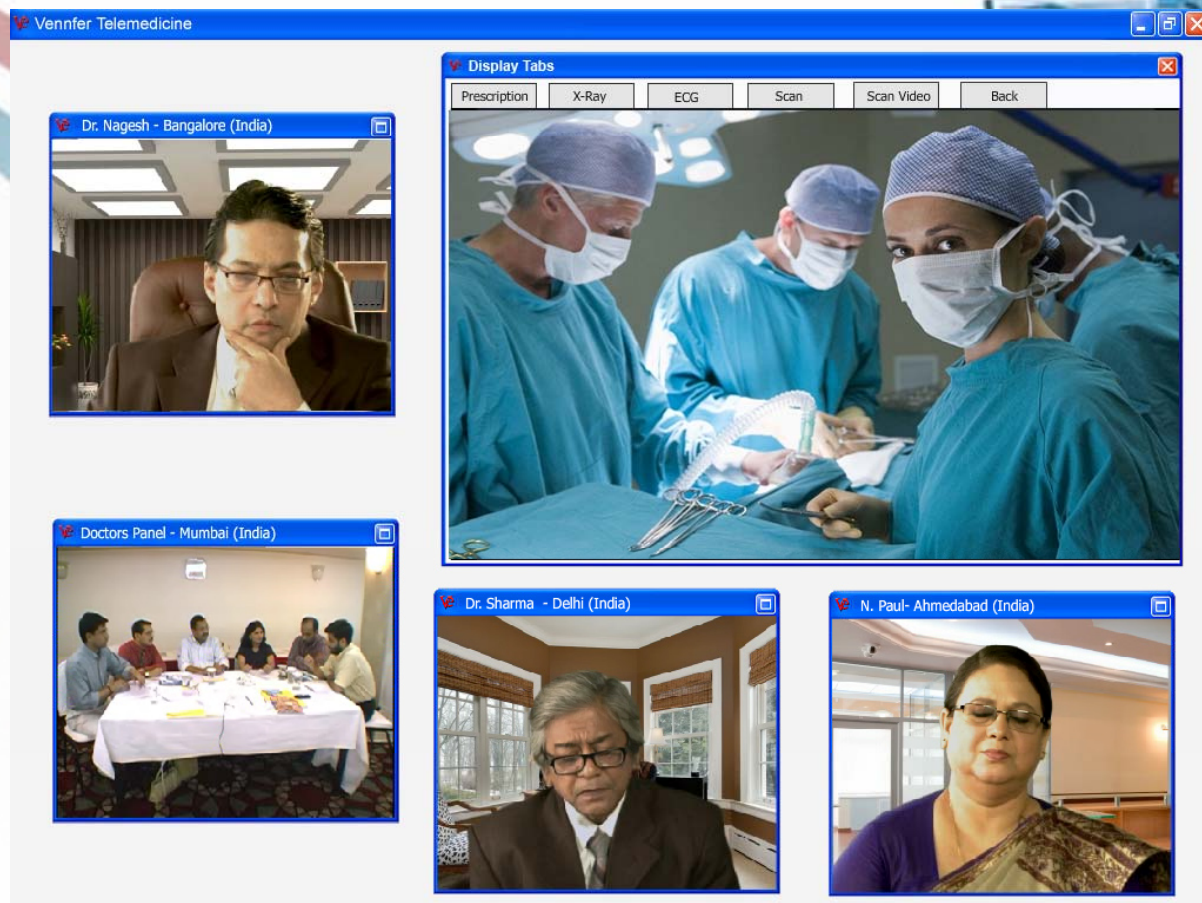 Vennfer Telemedicine
Display Tabs
Prescription X-Ray ECG Scan Scan Video Back
Dr. Nagesh - Bangalore (India)
Doctors Panel - Mumbai (India)
Dr. Sharma - Delhi (India)
N. Paul- Ahmedabad (India)